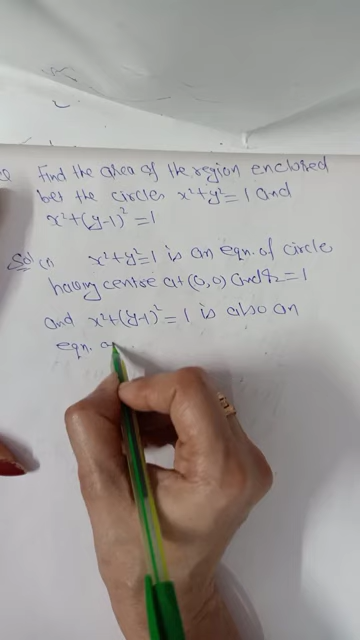 Find the area of the region enclosed
bet the circles x²+y²=1 and
x²+(y-1)²=1
Soln x²+y²=1 is an eqn. of circle
having centre at (0,0) and r=1
and x²+(y-1)²=1 is also an
eqn. o